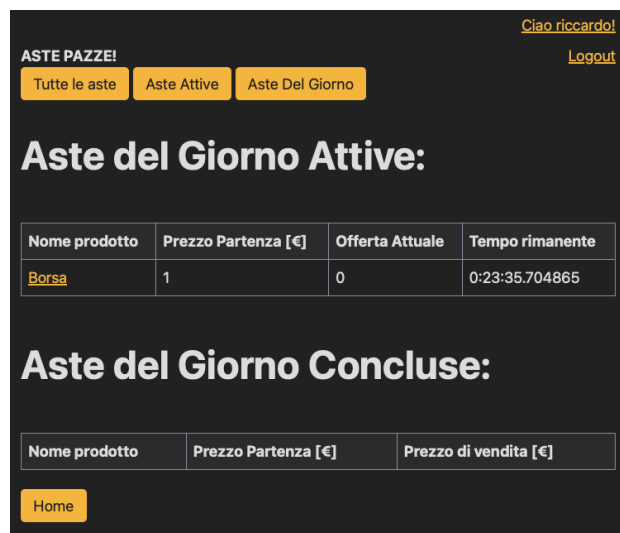 Ciao riccardo!
ASTE PAZZE! Logout
Tutte le aste Aste Attive Aste Del Giorno
Aste del Giorno Attive:
Nome prodotto Prezzo Partenza [€] Offerta Attuale Tempo rimanente
Borsa 1 0 0:23:35.704865
Aste del Giorno Concluse:
Nome prodotto Prezzo Partenza [€] Prezzo di vendita [€]
Home